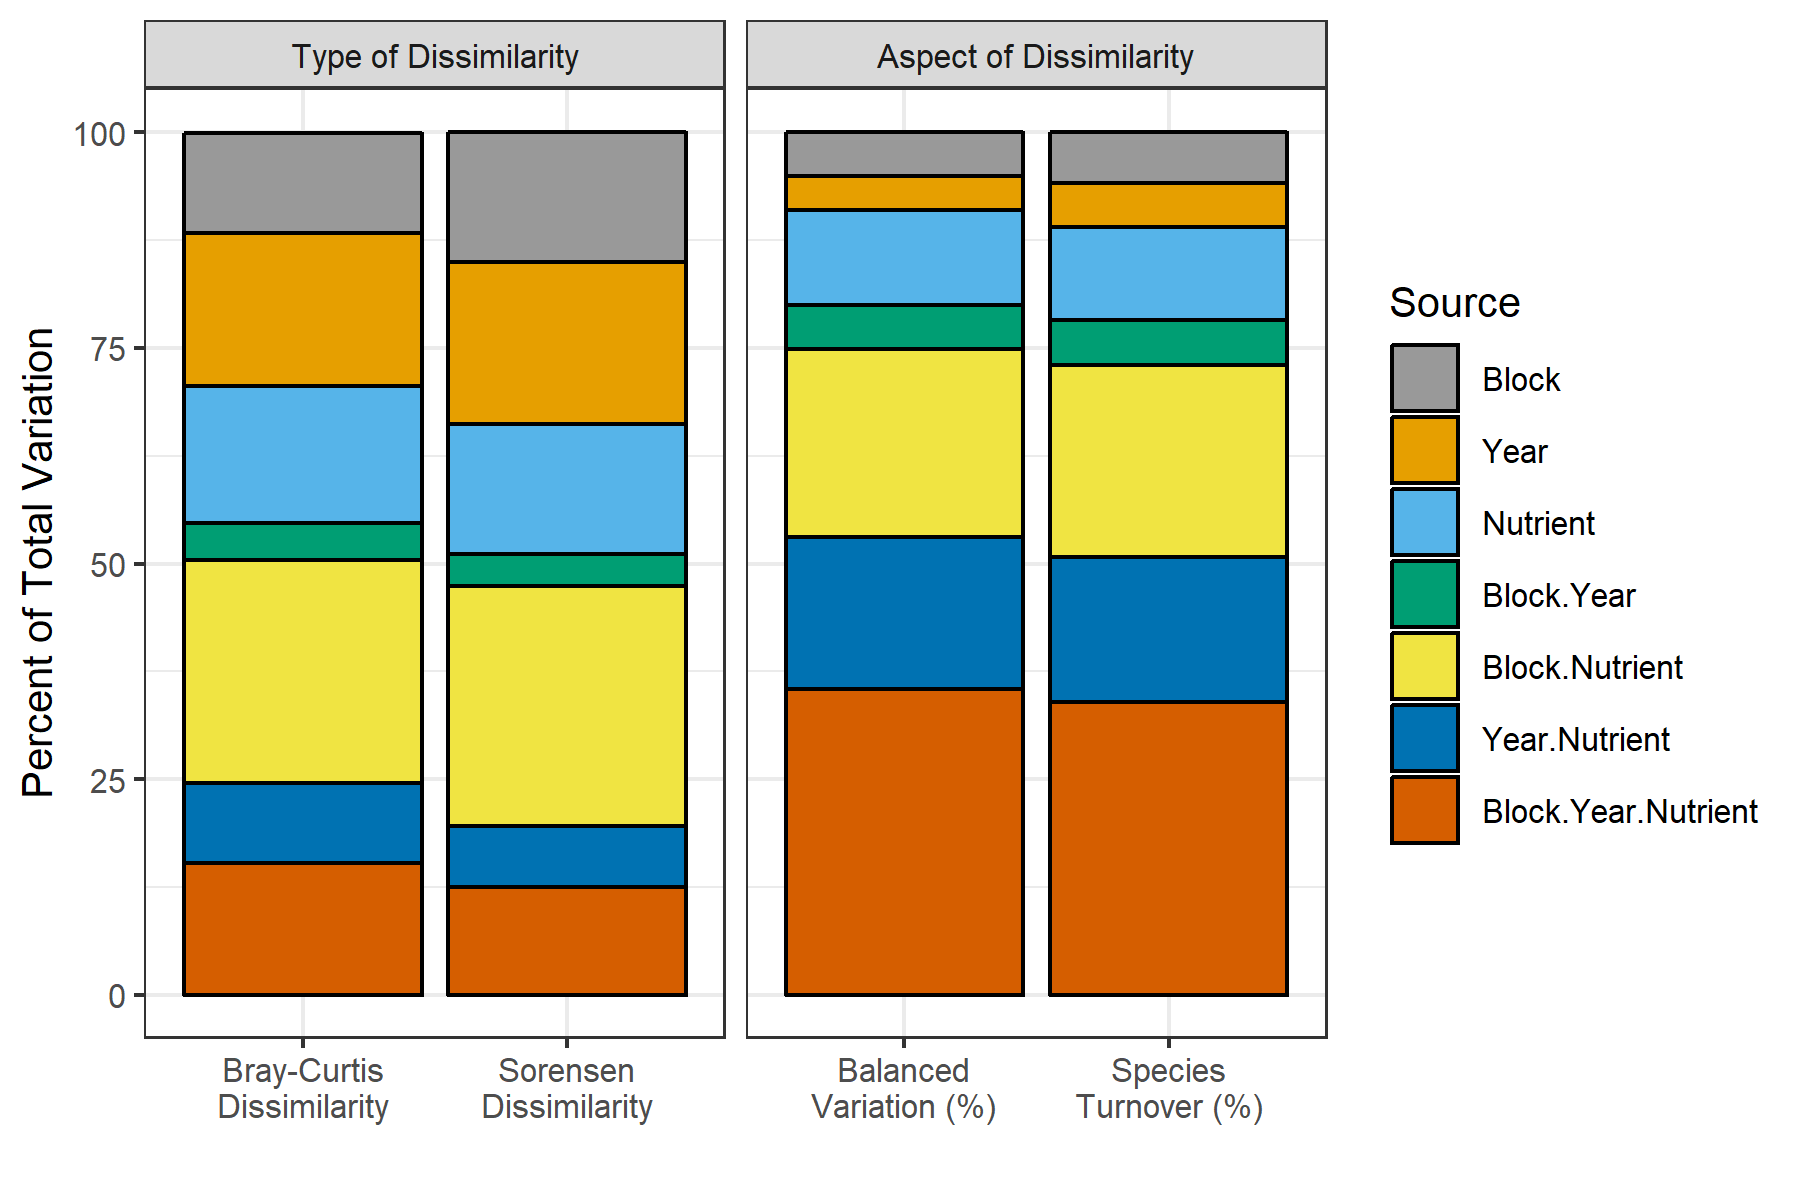 Type of Dissimilarity
Aspect of Dissimilarity
Percent of Total Variation
100
75
50
25
0
Bray-Curtis
Dissimilarity
Sorensen
Dissimilarity
Balanced
Variation (%)
Species
Turnover (%)
Source
Block
Year
Nutrient
Block.Year
Block.Nutrient
Year.Nutrient
Block.Year.Nutrient